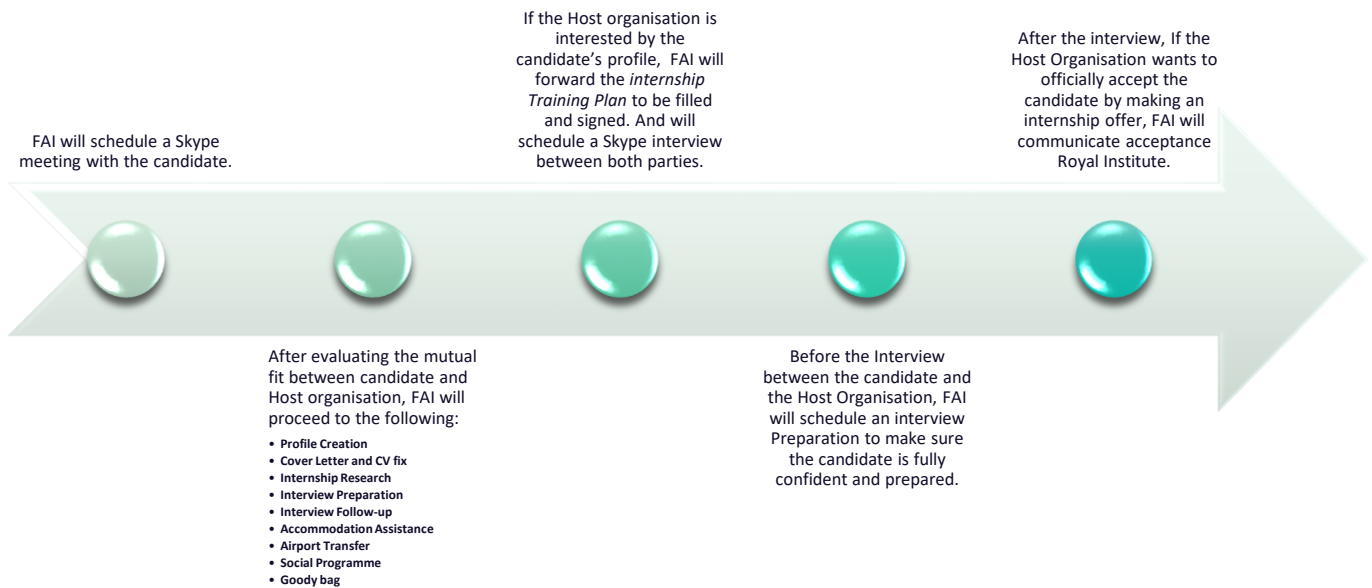 FAI will schedule a Skype
meeting with the candidate.
After evaluating the mutual
fit between candidate and
Host organisation, FAI will
proceed to the following:
• Profile Creation
• Cover Letter and CV fix
• Internship Research
• Interview Preparation
• Interview Follow-up
• Accommodation Assistance
• Airport Transfer
• Social Programme
• Goody bag
If the Host organisation is
interested by the
candidate’s profile, FAI will
forward the internship
Training Plan to be filled
and signed. And will
schedule a Skype interview
between both parties.
Before the Interview
between the candidate and
the Host Organisation, FAI
will schedule an interview
Preparation to make sure
the candidate is fully
confident and prepared.
After the interview, If the
Host Organisation wants to
officially accept the
candidate by making an
internship offer, FAI will
communicate acceptance
Royal Institute.